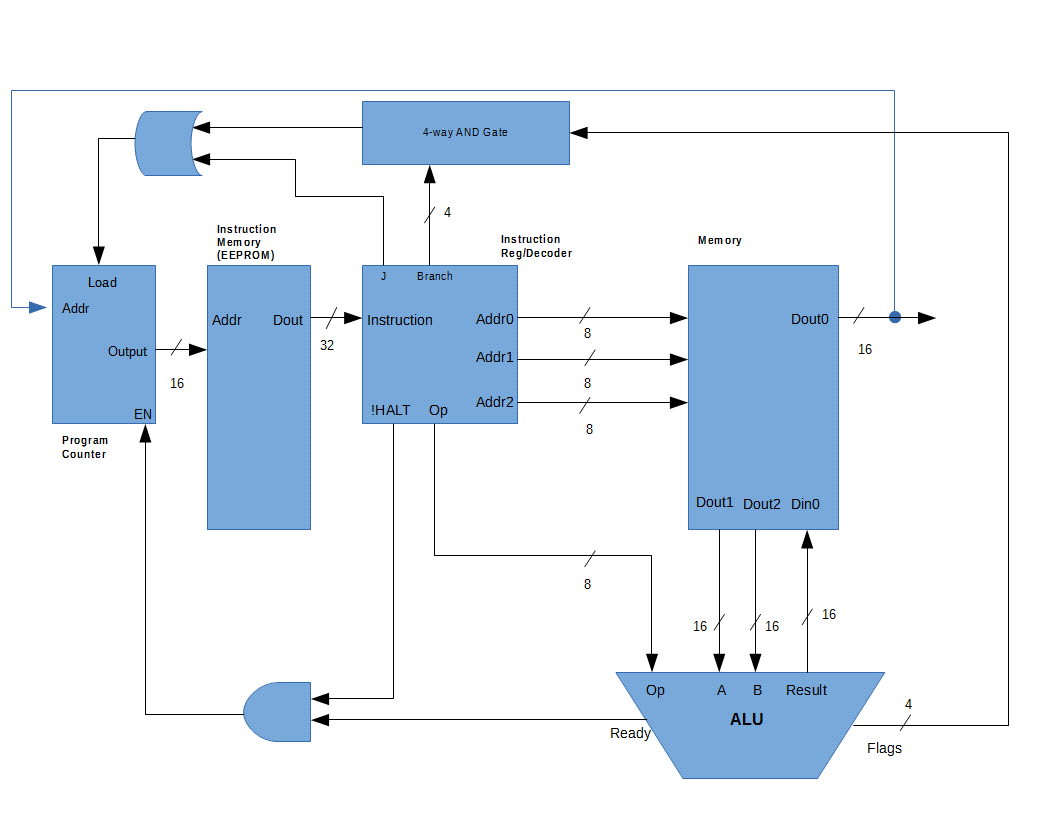 4-way AND Gate
4
Instruction
Memory
(EEPROM)
Instruction
Reg/Decoder
Memory
Load
Addr
Output
EN
16
Program
Counter
Addr
Dout
32
J
Branch
Instruction
Addr0
Addr1
Addr2
!HALT
Op
8
8
8
Dout0
16
Dout1
Dout2
Din0
8
16
16
16
Op
A
B
Result
ALU
Ready
4
Flags